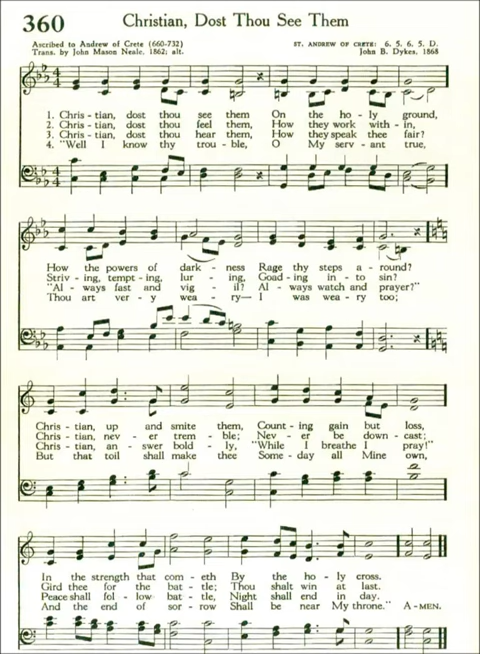 360 Christian, Dost Thou See Them
Ascribed to Andrew of Crete (660-732)
Trans. by John Mason Neale, 1862; alt.
ST. ANDREW OF CRETE: 6. 5. 6. 5. D.
John B. Dykes, 1868
1. Chris - tian, dost thou see them On the ho - ly ground,
2. Chris - tian, dost thou feel them, How they work with - in,
3. Chris - tian, dost thou hear them, How they speak thee fair?
4. "Well I know thy trou - ble, O My serv - ant true,
How the powers of dark - ness Rage thy steps a - round?
Striv - ing, tempt - ing, lur - ing, Goad - ing in - to sin?
"Al - ways fast and vig - il? Al - ways watch and prayer?"
Thou art ver - y wea - ry— I was wea - ry too;
Chris - tian, up and smite them, Count - ing gain but loss,
Chris - tian, nev - er trem - ble; Nev - er be down - cast;
Chris - tian, an - swer bold - ly, "While I breathe I pray!"
But that toil shall make thee Some - day all Mine own,
In the strength that com - eth By the ho - ly cross.
Gird thee for the bat - tle; Thou shalt win at last.
Peace shall fol - low bat - tle, Night shall end in day.
And the end of sor - row Shall be near My throne." A - MEN.